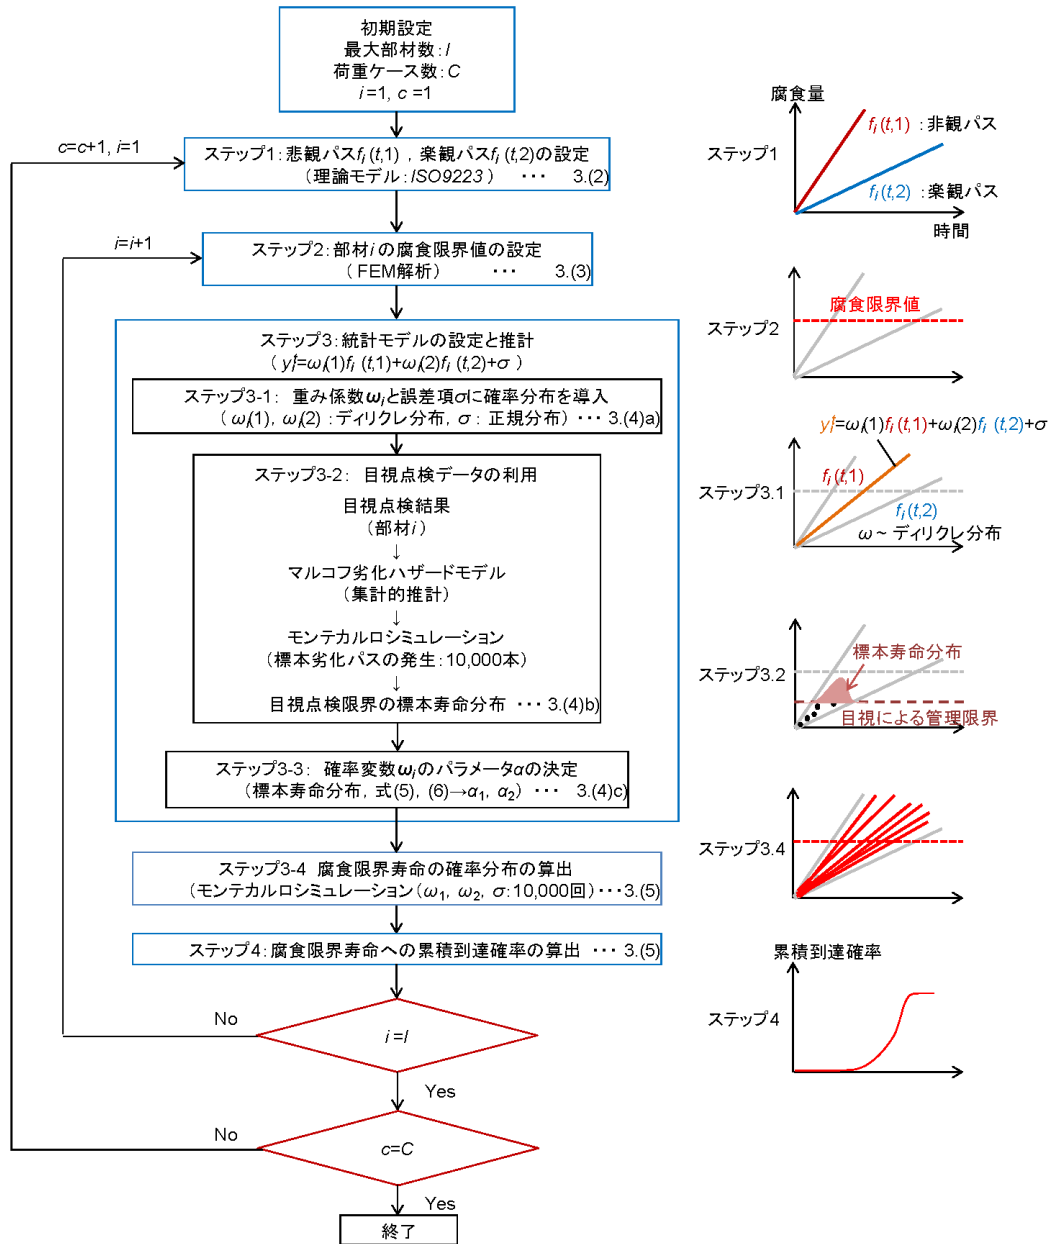 初期設定
最大部材数：I
荷重ケース数：C
i=1, c =1
c=c+1, i=1
ステップ1：悲観パスfi (t,1) ，楽観パスfi (t,2)の設定
（理論モデル：ISO9223） ･･･ 3.(2)
i=i+1
ステップ2：部材 i の腐食限界値の設定
（ FEM解析） ･･･ 3.(3)
ステップ3：統計モデルの設定と推計
（ yit=ωi(1)fi (t,1)+ωi(2)fi (t,2)+σ ）
ステップ3-1： 重み係数ωiと誤差項σに確率分布を導入
（ ωi(1)，ωi(2)：ディリクレ分布，σ：正規分布） ･･･ 3.(4)a)
ステップ3-2： 目視点検データの利用
目視点検結果
（部材 i ）
↓
マルコフ劣化ハザードモデル
（集計的推計）
↓
モンテカルロシミュレーション
（標本劣化パスの発生：10,000本）
↓
目視点検限界の標本寿命分布 ･･･ 3.(4)b)
ステップ3-3： 確率変数ωiのパラメータαの決定
（標本寿命分布，式(5)，(6)→α1, α2） ･･･ 3.(4)c)
ステップ3-4 腐食限界寿命の確率分布の算出
（モンテカルロシミュレーション（ω1, ω2, σ:10,000回）･･･3.(5)
ステップ4：腐食限界寿命への累積到達確率の算出 ･･･ 3.(5)
No
i =I
Yes
No
c=C
Yes
終了
腐食量
fi (t,1)：非観パス
ステップ1
fi (t,2)：楽観パス
時間
腐食限界値
ステップ2
yit=ωi(1)fi (t,1)+ωi(2)fi (t,2)+σ
fi (t,1)
ステップ3.1
fi (t,2)
ω ~ ディリクレ分布
標本寿命分布
ステップ3.2
目視による管理限界
ステップ3.4
累積到達確率
ステップ4